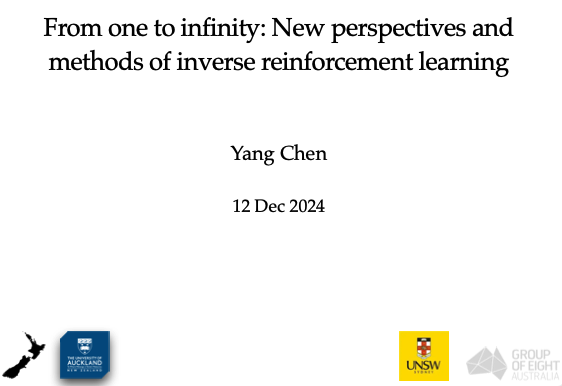 From one to infinity: New perspectives and
methods of inverse reinforcement learning
Yang Chen
12 Dec 2024
THE UNIVERSITY OF
AUCKLAND
NEW ZEALAND
UNSW
SYDNEY
GROUP
OF EIGHT
AUSTRALIA